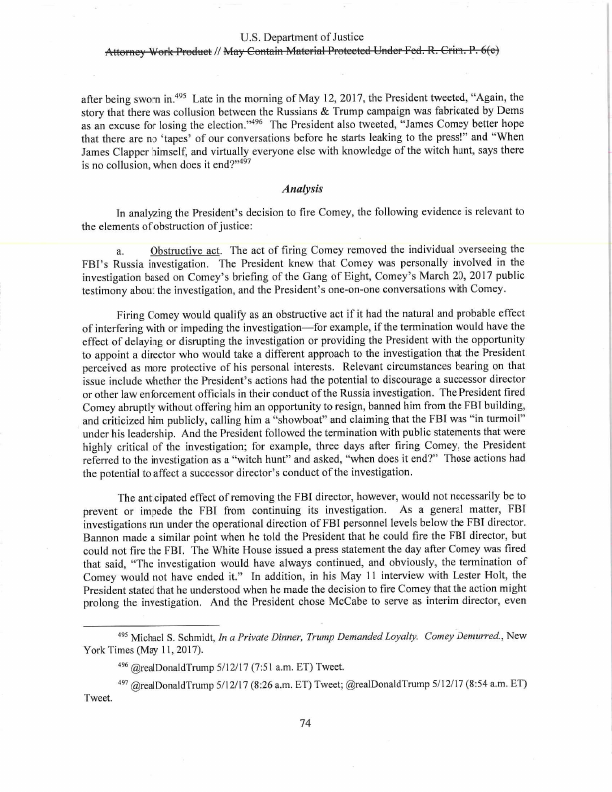 U.S. Department of Justice
Attorney Work Product // May Contain Material Protected Under Fed. R. Crim. P. 6(e)
after being sworn in.495 Late in the morning of May 12, 2017, the President tweeted, “Again, the
story that there was collusion between the Russians & Trump campaign was fabricated by Dems
as an excuse for losing the election.”496 The President also tweeted, “James Comey better hope
that there are no ‘tapes’ of our conversations before he starts leaking to the press!” and “When
James Clapper himself, and virtually everyone else with knowledge of the witch hunt, says there
is no collusion, when does it end?”497
Analysis
In analyzing the President’s decision to fire Comey, the following evidence is relevant to
the elements of obstruction of justice:
a. Obstructive act. The act of firing Comey removed the individual overseeing the
FBI’s Russia investigation. The President knew that Comey was personally involved in the
investigation based on Comey’s briefing of the Gang of Eight, Comey’s March 20, 2017 public
testimony about the investigation, and the President’s one-on-one conversations with Comey.
Firing Comey would qualify as an obstructive act if it had the natural and probable effect
of interfering with or impeding the investigation—for example, if the termination would have the
effect of delaying or disrupting the investigation or providing the President with the opportunity
to appoint a director who would take a different approach to the investigation that the President
perceived as more protective of his personal interests. Relevant circumstances bearing on that
issue include whether the President’s actions had the potential to discourage a successor director
or other law enforcement officials in their conduct of the Russia investigation. The President fired
Comey abruptly without offering him an opportunity to resign, banned him from the FBI building,
and criticized him publicly, calling him a “showboat” and claiming that the FBI was “in turmoil”
under his leadership. And the President followed the termination with public statements that were
highly critical of the investigation; for example, three days after firing Comey, the President
referred to the investigation as a “witch hunt” and asked, “when does it end?” Those actions had
the potential to affect a successor director’s conduct of the investigation.
The anticipated effect of removing the FBI director, however, would not necessarily be to
prevent or impede the FBI from continuing its investigation. As a general matter, FBI
investigations run under the operational direction of FBI personnel levels below the FBI director.
Bannon made a similar point when he told the President that he could fire the FBI director, but
could not fire the FBI. The White House issued a press statement the day after Comey was fired
that said, “The investigation would have always continued, and obviously, the termination of
Comey would not have ended it.” In addition, in his May 11 interview with Lester Holt, the
President stated that he understood when he made the decision to fire Comey that the action might
prolong the investigation. And the President chose McCabe to serve as interim director, even
495 Michael S. Schmidt, In a Private Dinner, Trump Demanded Loyalty. Comey Demurred., New
York Times (May 11, 2017).
496 @realDonaldTrump 5/12/17 (7:51 a.m. ET) Tweet.
497 @realDonaldTrump 5/12/17 (8:26 a.m. ET) Tweet; @realDonaldTrump 5/12/17 (8:54 a.m. ET)
Tweet.
74